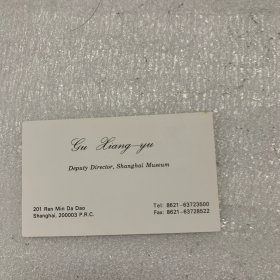 Gu Xiang-yu
Deputy Director, Shanghai Museum
201 Ren Min Da Dao
Shanghai, 200003 P.R.C.
Tel: 8621-63723500
Fax: 8621-63728522